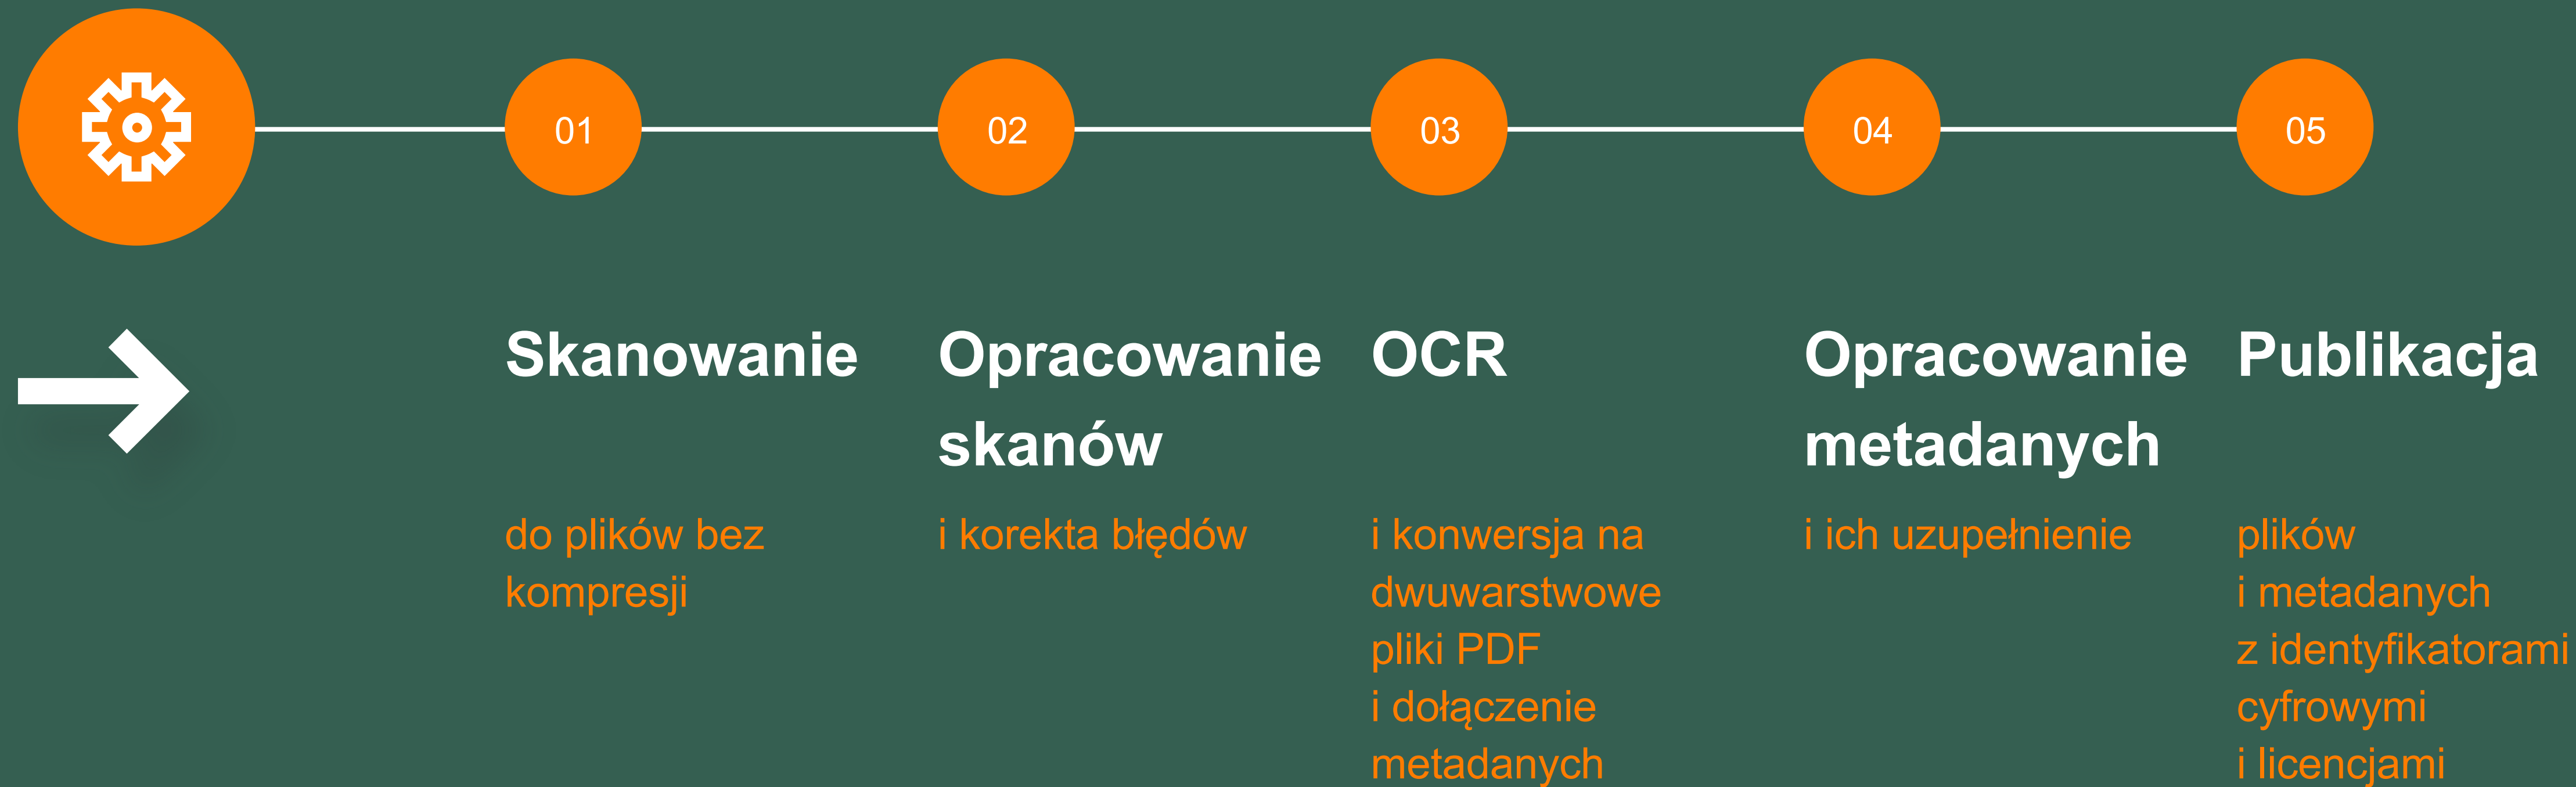 01
Skanowanie
do plików bez
kompresji
02
Opracowanie
skanów
i korekta błędów
03
OCR
i konwersja na
dwuwarstwowe
pliki PDF
i dołączenie
metadanych
04
Opracowanie
metadanych
i ich uzupełnienie
05
Publikacja
plików
i metadanych
z identyfikatorami
cyfrowymi
i licencjami